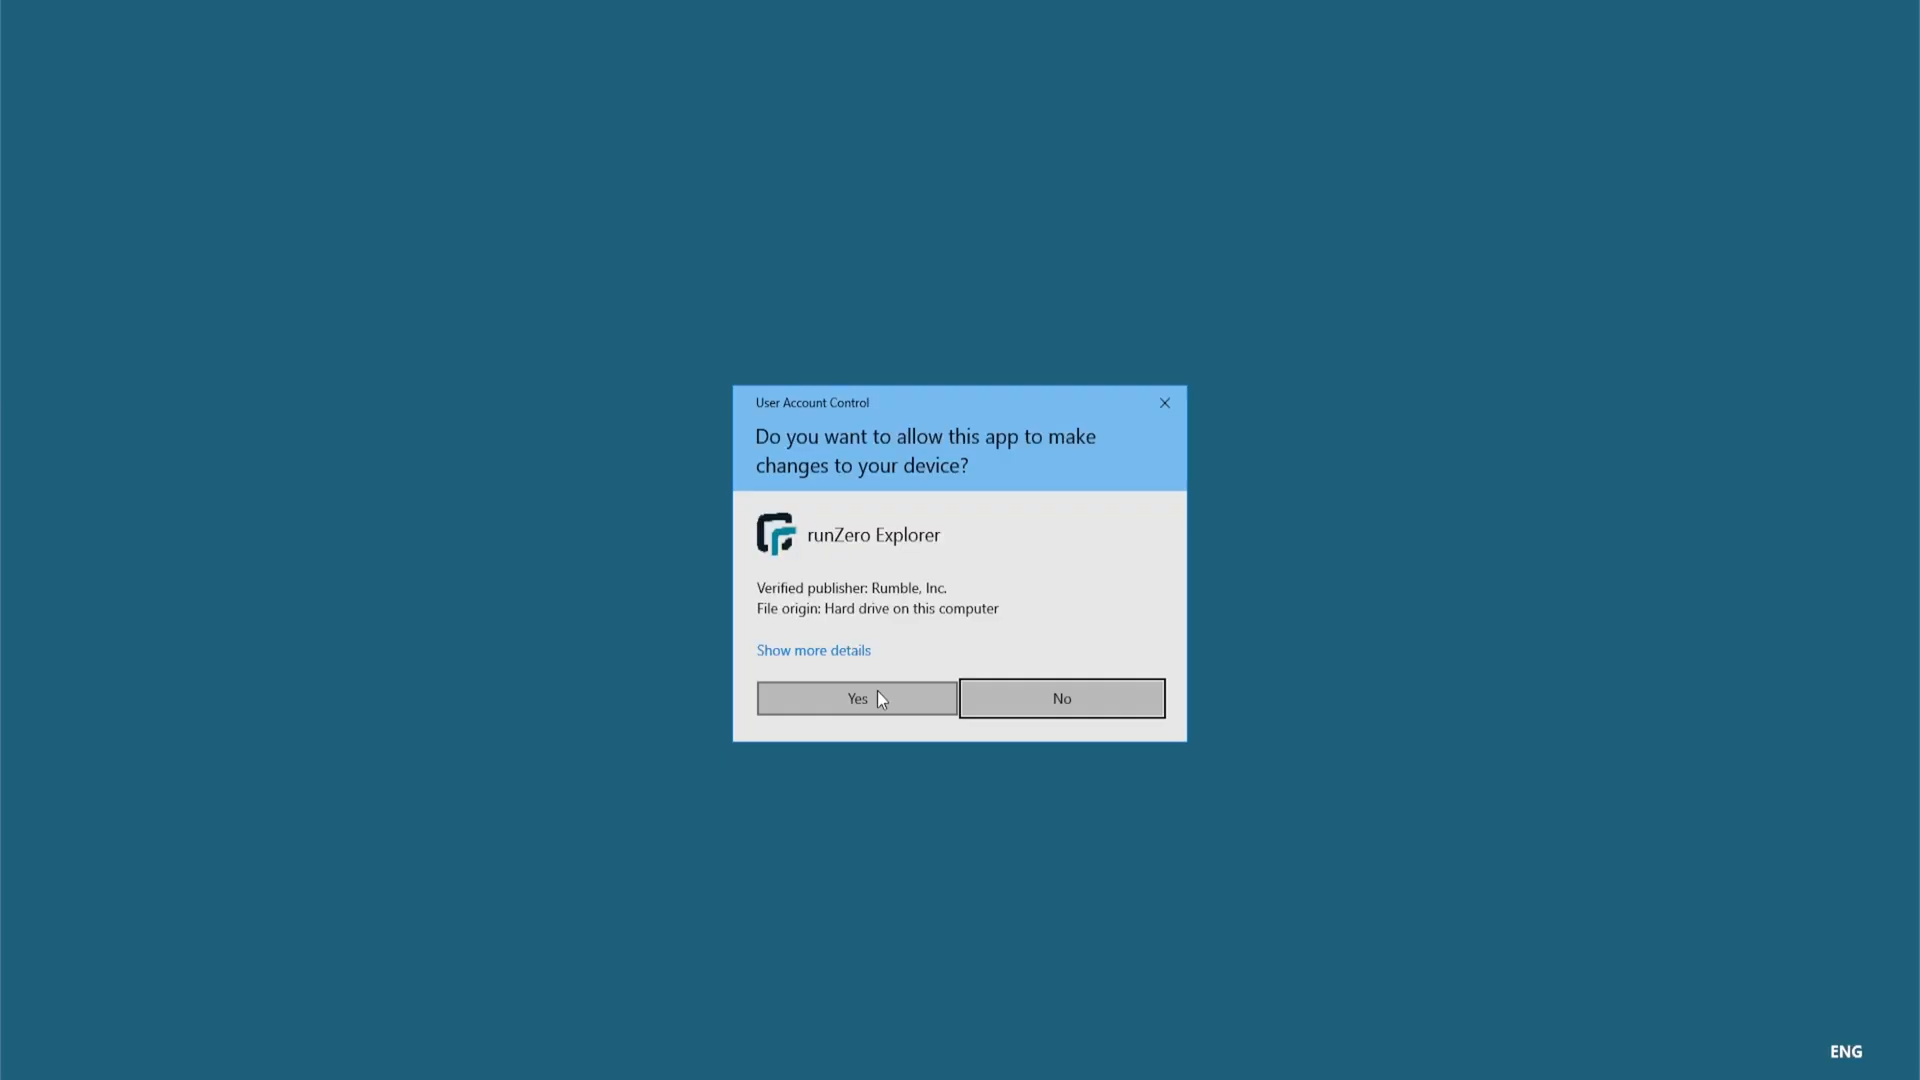 User Account Control
Do you want to allow this app to make
changes to your device?
runZero Explorer
Verified publisher: Rumble, Inc.
File origin: Hard drive on this computer
Show more details
Yes
No
ENG